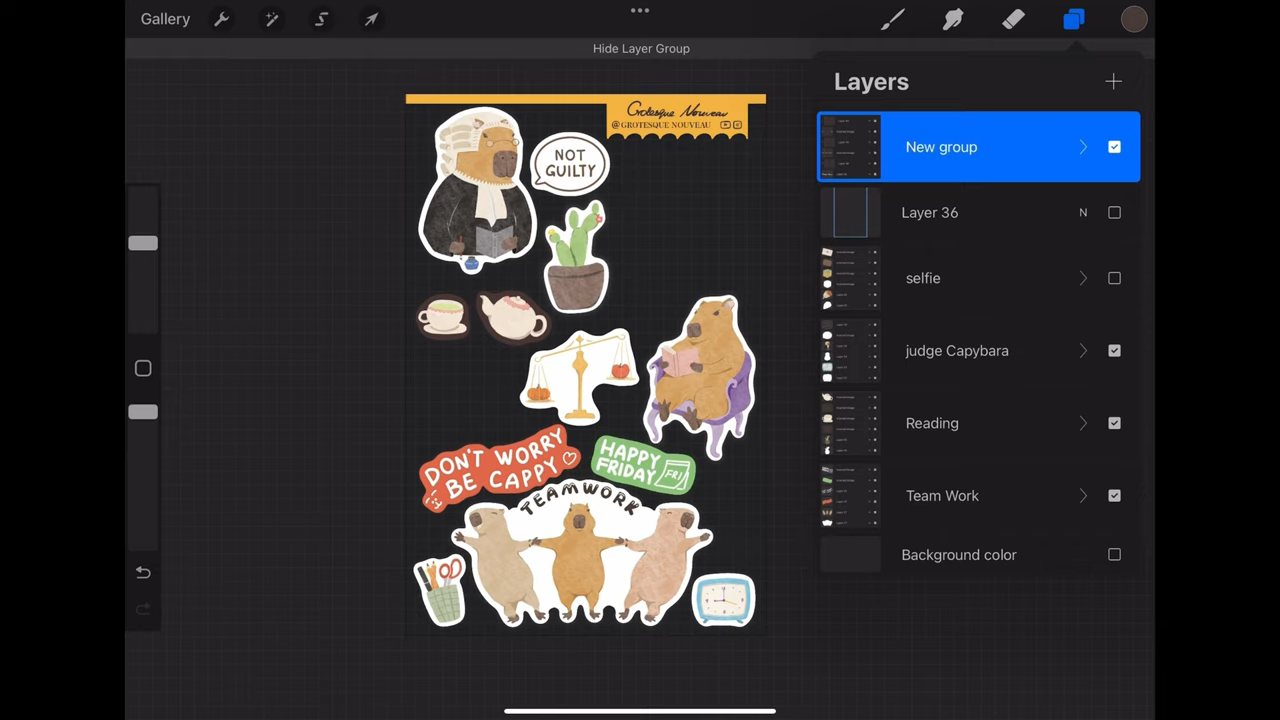 Gallery
Hide Layer Group
Layers
New group
Layer 36
N
selfie
judge Capybara
Reading
Team Work
Background color
Grotesque Nouveau
@GROTESQUE NOUVEAU
NOT
GUILTY
DON'T WORRY
BE CAPPY
HAPPY
FRIDAY
FRI
TEAMWORK